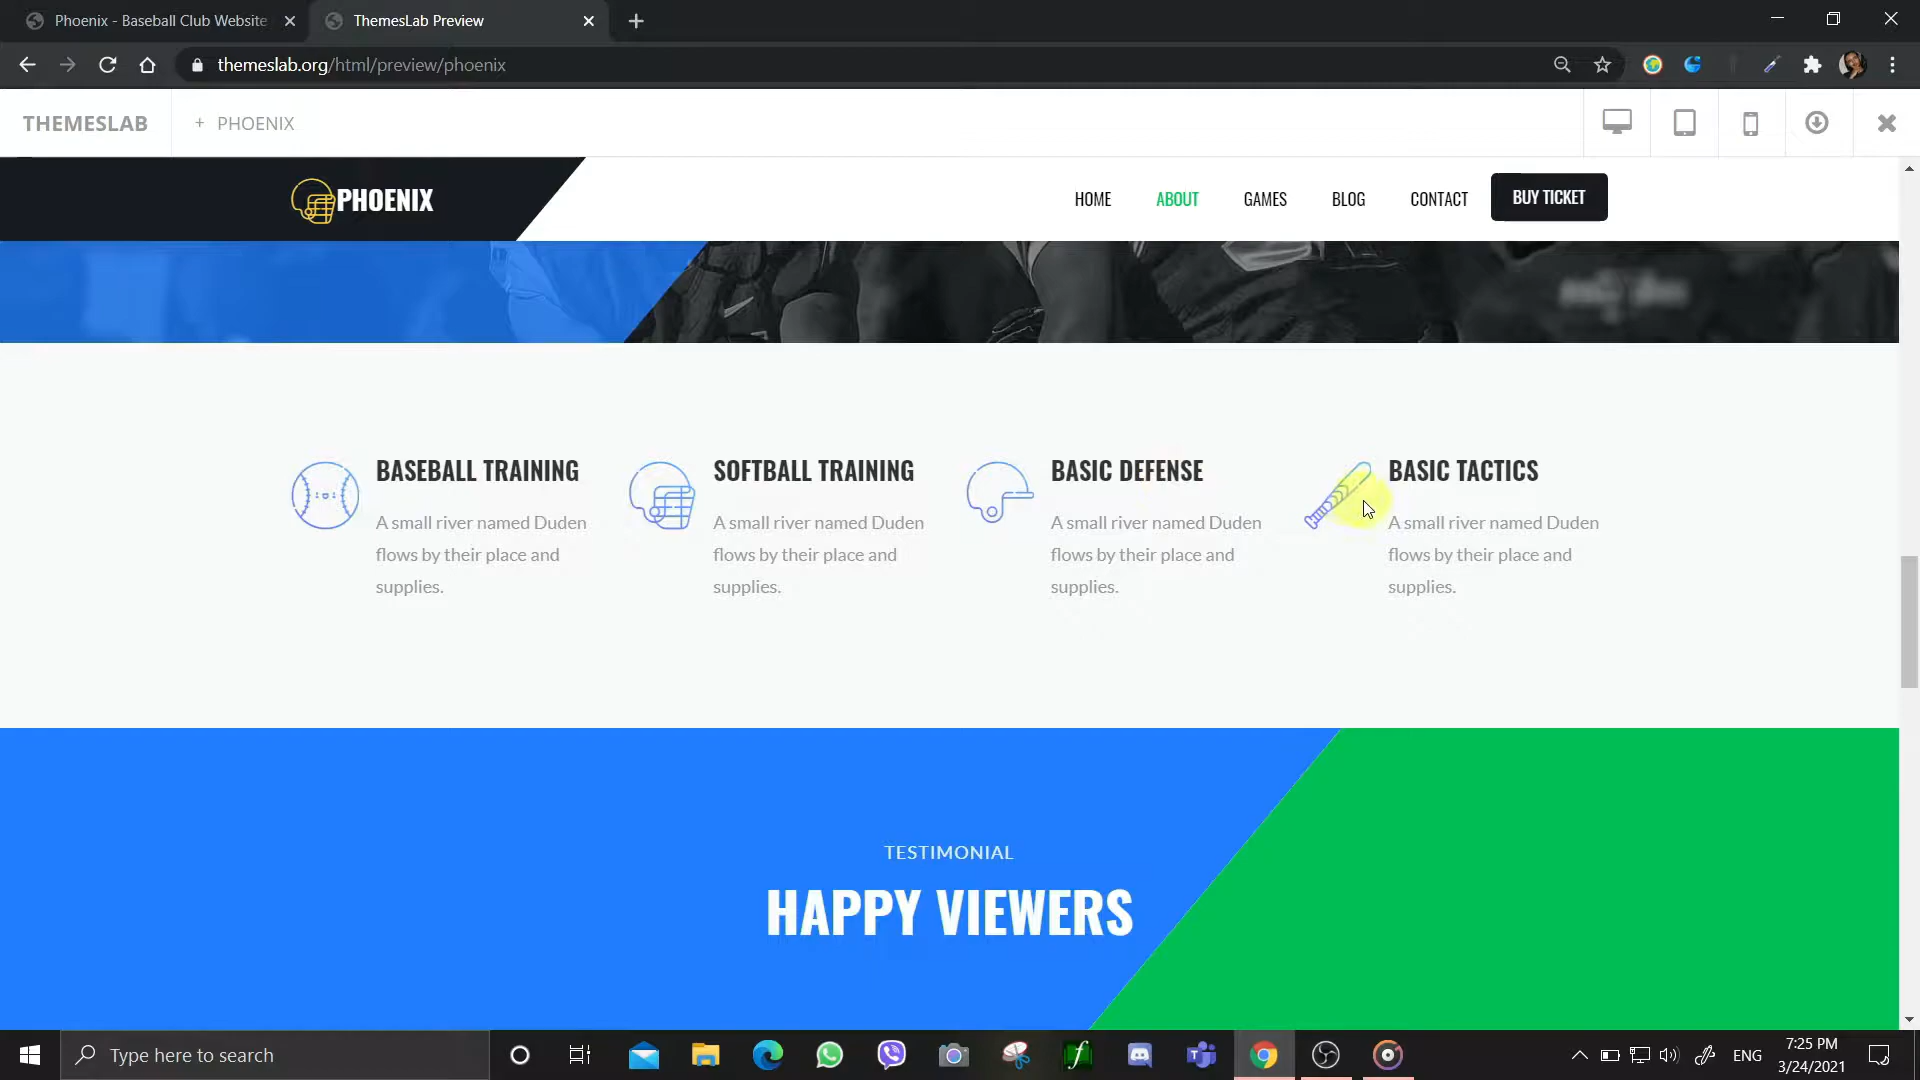 Phoenix - Baseball Club Website
ThemesLab Preview
themeslab.org/html/preview/phoenix
THEMESLAB
+ PHOENIX
PHOENIX
HOME
ABOUT
GAMES
BLOG
CONTACT
BUY TICKET
BASEBALL TRAINING
A small river named Duden
flows by their place and
supplies.
SOFTBALL TRAINING
A small river named Duden
flows by their place and
supplies.
BASIC DEFENSE
A small river named Duden
flows by their place and
supplies.
BASIC TACTICS
A small river named Duden
flows by their place and
supplies.
TESTIMONIAL
HAPPY VIEWERS
Type here to search
ENG
7:25 PM
3/24/2021